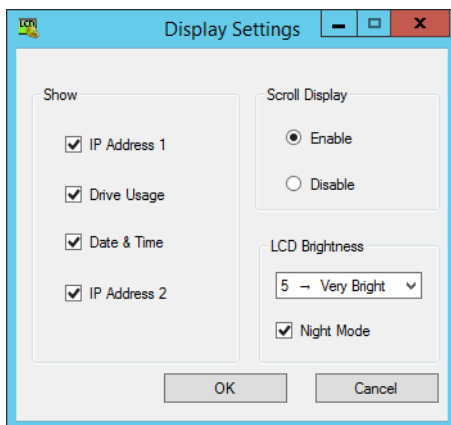 LCD
Display Settings
Show
IP Address 1
Drive Usage
Date & Time
IP Address 2
Scroll Display
Enable
Disable
LCD Brightness
5 → Very Bright
Night Mode
OK
Cancel